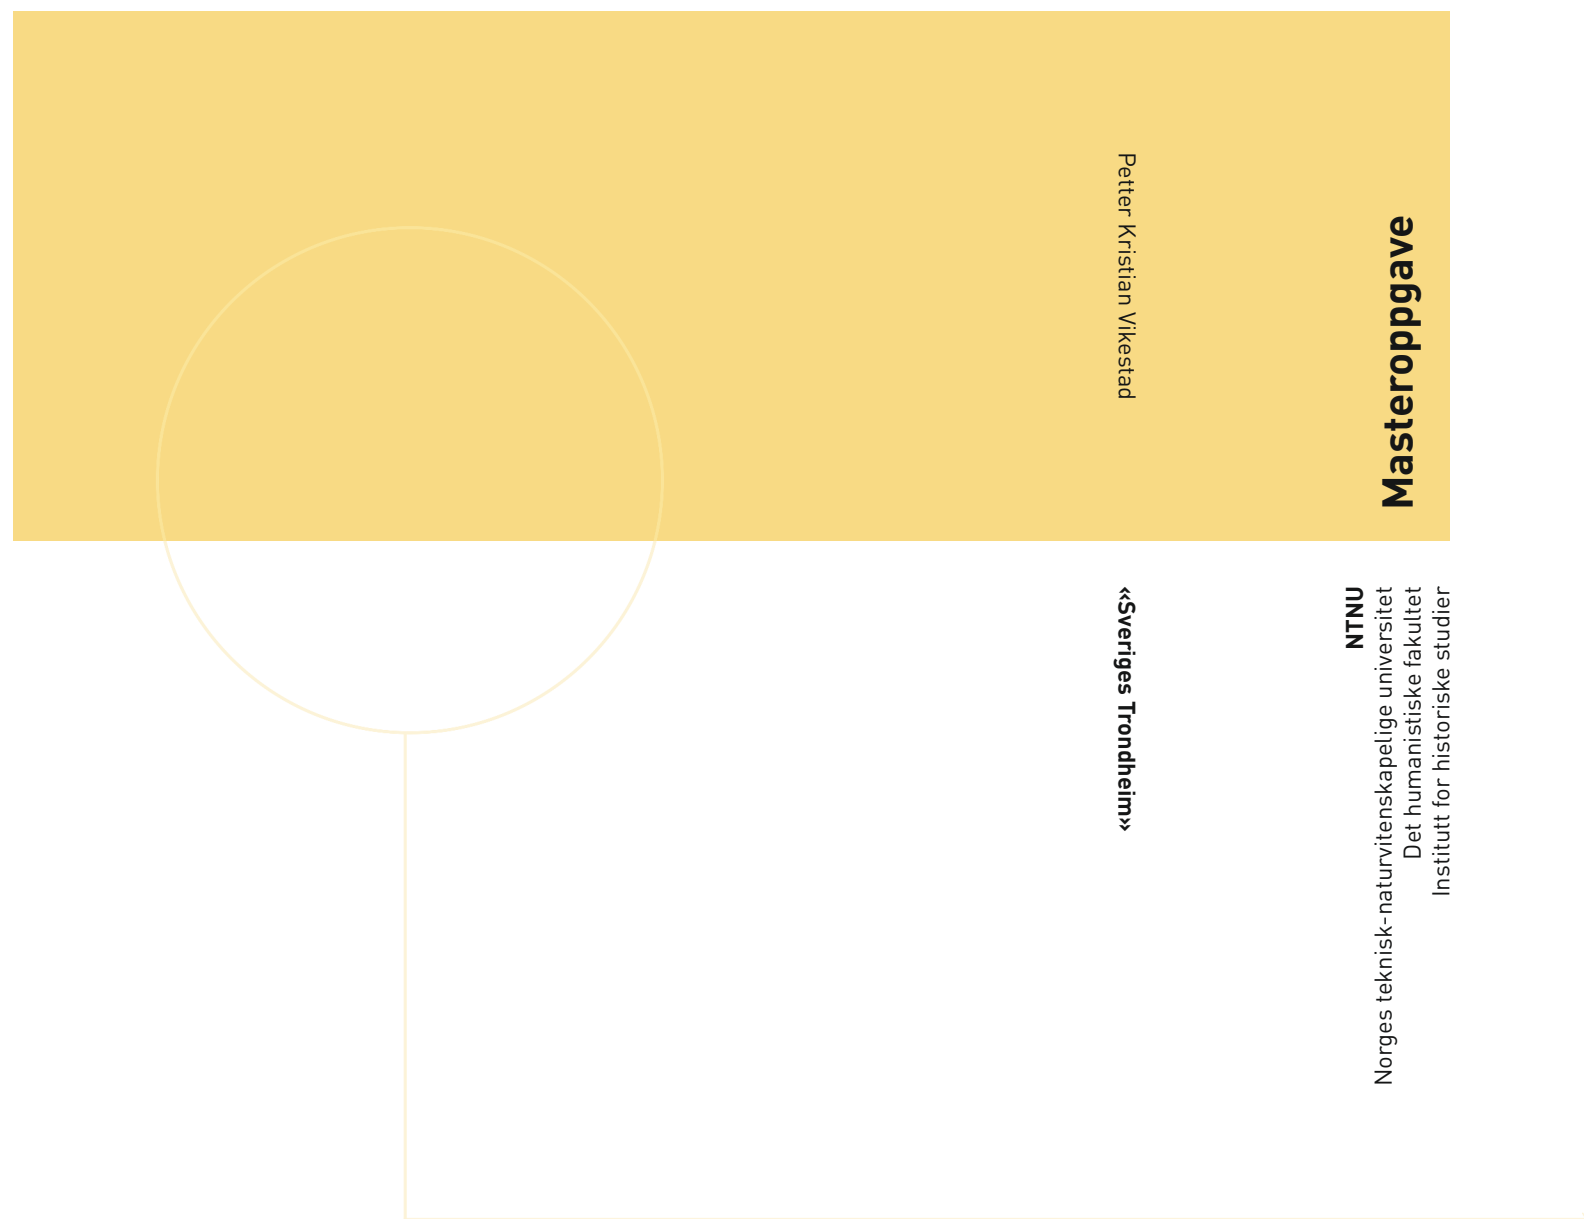 Petter Kristian Vikestad
«Sveriges Trondheim»
Masteroppgave
NTNU
Norges teknisk-naturvitenskapelige universitet
Det humanistiske fakultet
Institutt for historiske studier